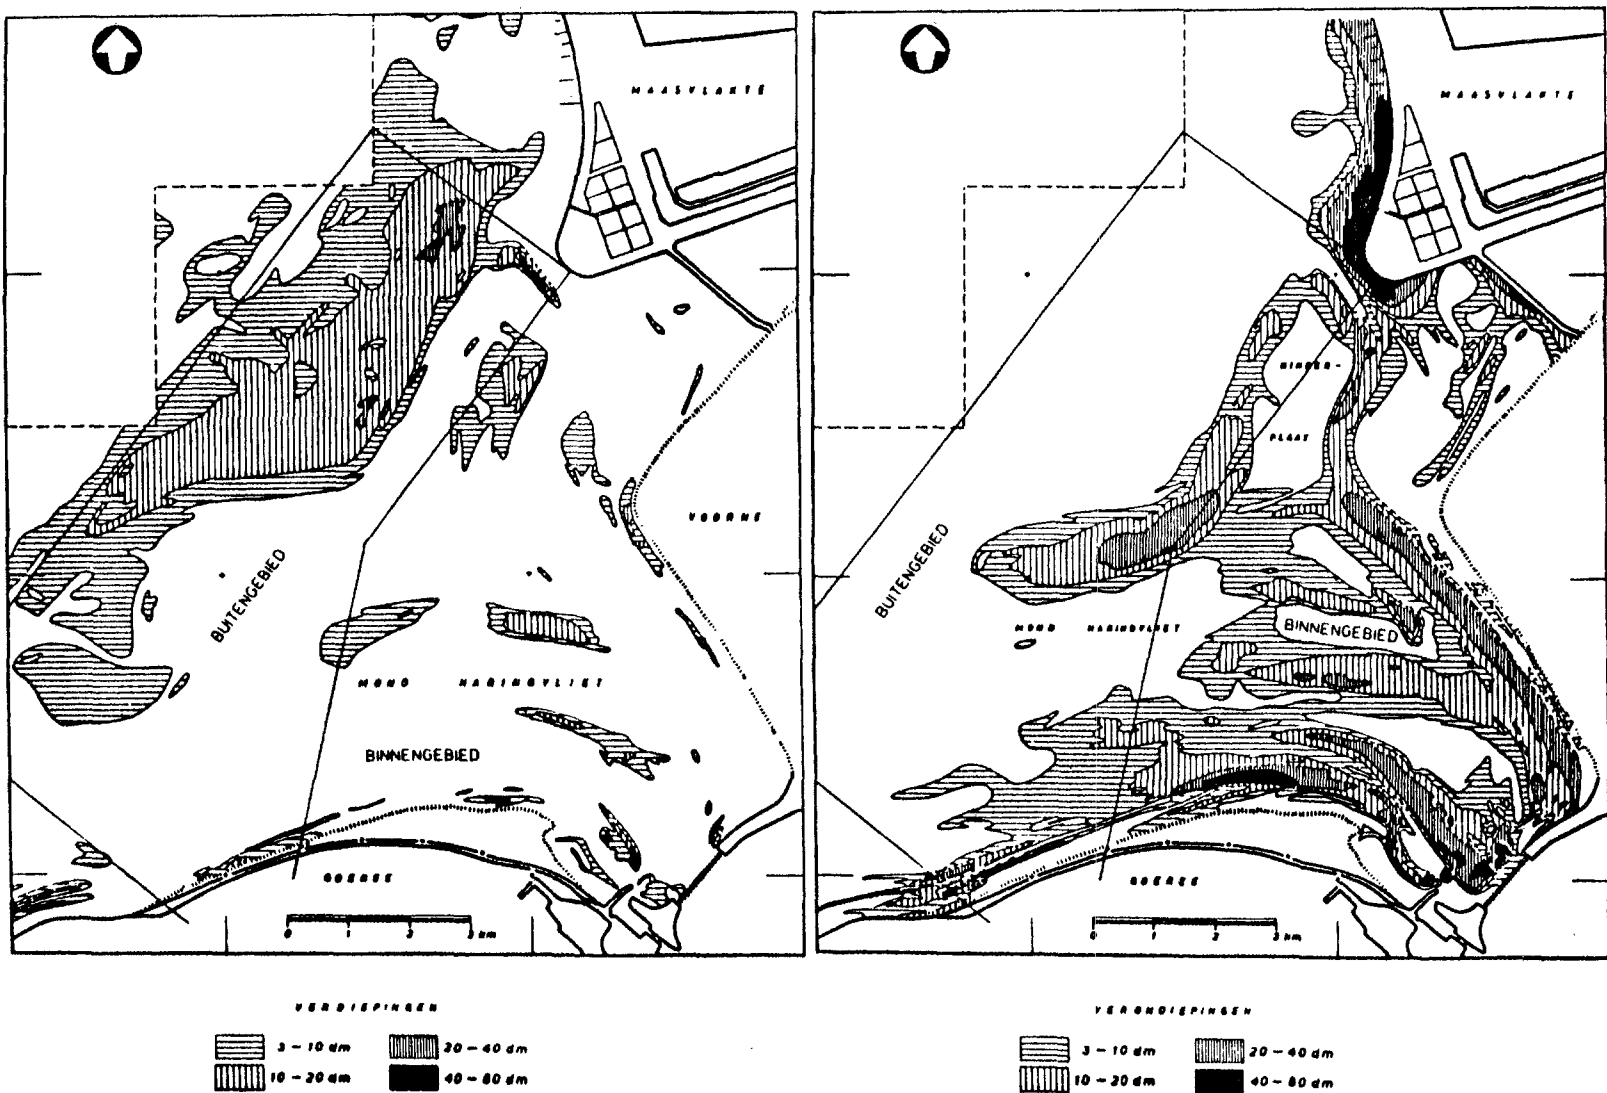 MAASVLAKTE
VOORNE
BUITENGEBIED
MOND HARINGVLIET
BINNENGEBIED
GOEREE
0 1 2 3 km
VERDIEPINGEN
3 - 10 dm
20 - 40 dm
10 - 20 dm
40 - 80 dm
MAASVLAKTE
HINDER -
PLAAT
BUITENGEBIED
MOND HARINGVLIET
BINNENGEBIED
GOEREE
0 1 2 3 km
VERONDIEPINGEN
3 - 10 dm
20 - 40 dm
10 - 20 dm
40 - 80 dm